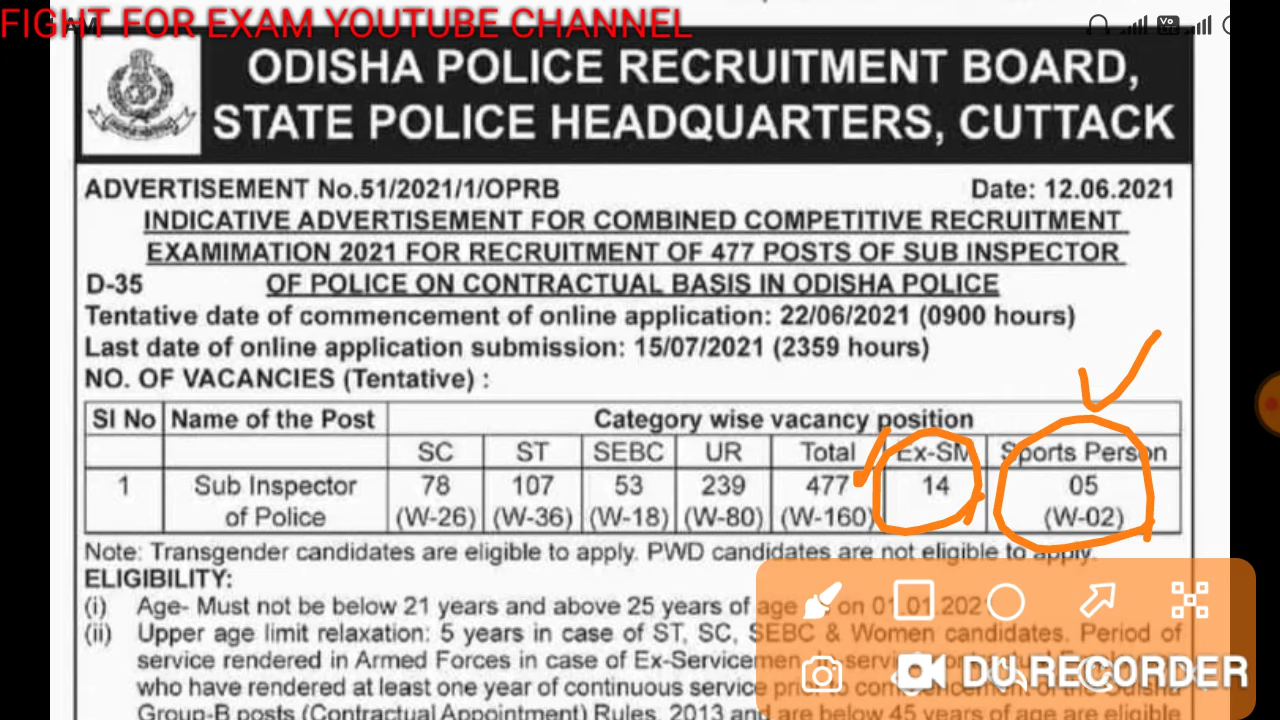 FIGHT FOR EXAM YOUTUBE CHANNEL
ODISHA POLICE RECRUITMENT BOARD,
STATE POLICE HEADQUARTERS, CUTTACK
ADVERTISEMENT No.51/2021/1/OPRB Date: 12.06.2021
INDICATIVE ADVERTISEMENT FOR COMBINED COMPETITIVE RECRUITMENT
EXAMIMATION 2021 FOR RECRUITMENT OF 477 POSTS OF SUB INSPECTOR
D-35 OF POLICE ON CONTRACTUAL BASIS IN ODISHA POLICE
Tentative date of commencement of online application: 22/06/2021 (0900 hours)
Last date of online application submission: 15/07/2021 (2359 hours)
NO. OF VACANCIES (Tentative) :
SI No Name of the Post Category wise vacancy position
SC ST SEBC UR Total Ex-SM Sports Person
1 Sub Inspector 78 107 53 239 477 14 05
of Police (W-26) (W-36) (W-18) (W-80) (W-160) (W-02)
Note: Transgender candidates are eligible to apply. PWD candidates are not eligible to apply.
ELIGIBILITY:
(i) Age- Must not be below 21 years and above 25 years of age on 01.01.202
(ii) Upper age limit relaxation: 5 years in case of ST, SC, SEBC & Women candidates. Period of
service rendered in Armed Forces in case of Ex-Servicemen,
DU RECORDER
who have rendered at least one year of continuous service
Group-B posts (Contractual Appointment) Rules, 2013 and are below 45 years of age are eligible